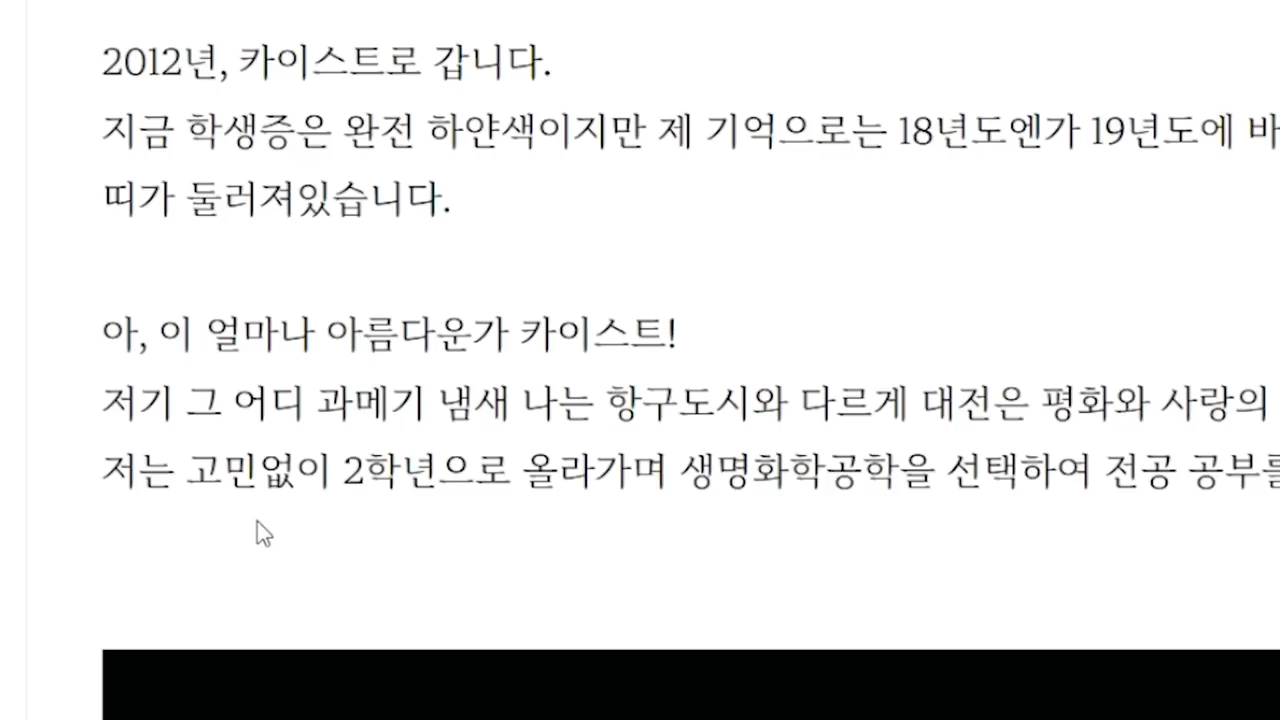 2012년, 카이스트로 갑니다.
지금 학생증은 완전 하얀색이지만 제 기억으로는 18년도엔가 19년도에
띠가 둘러져있습니다.
아, 이 얼마나 아름다운가 카이스트!
저기 그 어디 과메기 냄새 나는 항구도시와 다르게 대전은 평화와 사랑의
저는 고민없이 2학년으로 올라가며 생명화학공학을 선택하여 전공